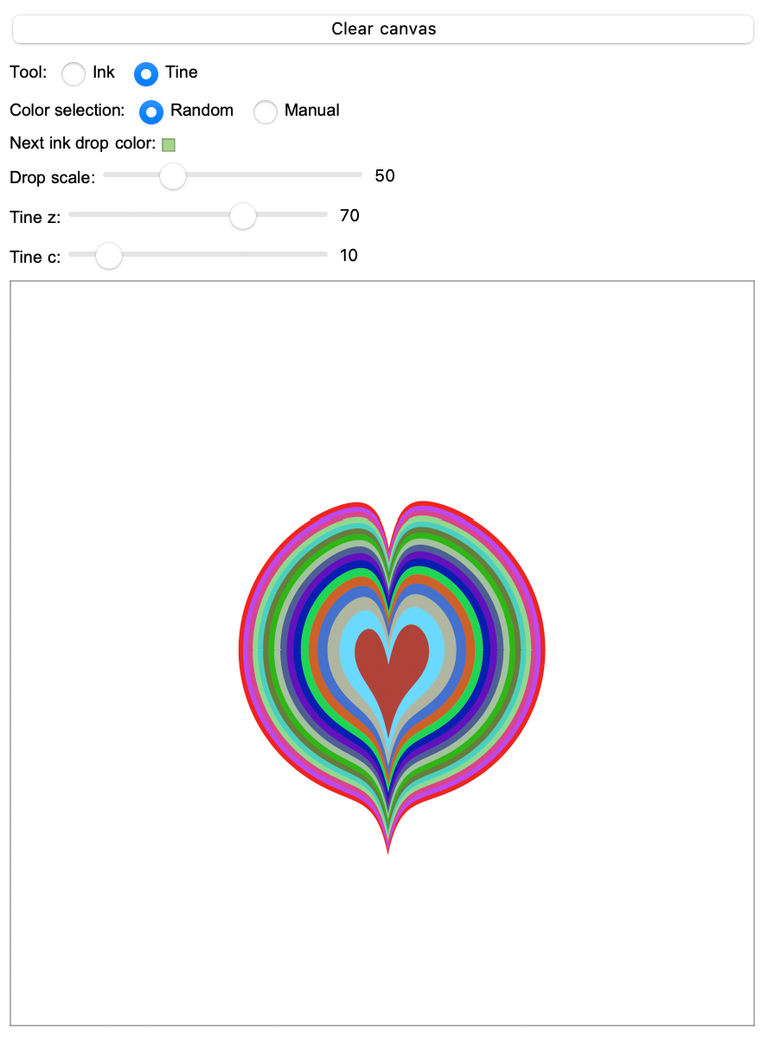 Clear canvas
Tool: Ink Tine
Color selection: Random Manual
Next ink drop color:
Drop scale: 50
Tine z: 70
Tine c: 10